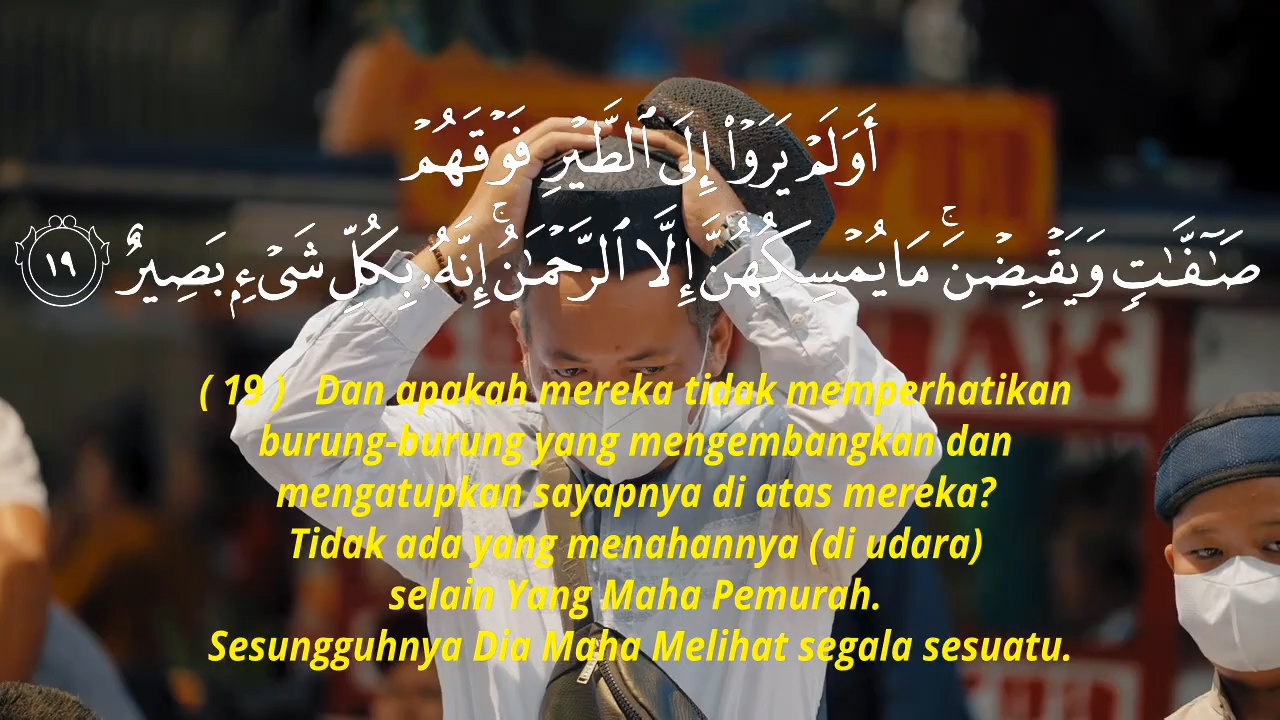 أَوَلَمْ يَرَوْا۟ إِلَى ٱلطَّيْرِ فَوْقَهُمْ
صَـٰٓفَّـٰتٍ وَيَقْبِضْنَ ۚ مَا يُمْسِكُهُنَّ إِلَّا ٱلرَّحْمَـٰنُ ۚ إِنَّهُۥ بِكُلِّ شَىْءٍۭ بَصِيرٌ ١٩
( 19 ) Dan apakah mereka tidak memperhatikan
burung-burung yang mengembangkan dan
mengatupkan sayapnya di atas mereka?
Tidak ada yang menahannya (di udara)
selain Yang Maha Pemurah.
Sesungguhnya Dia Maha Melihat segala sesuatu.